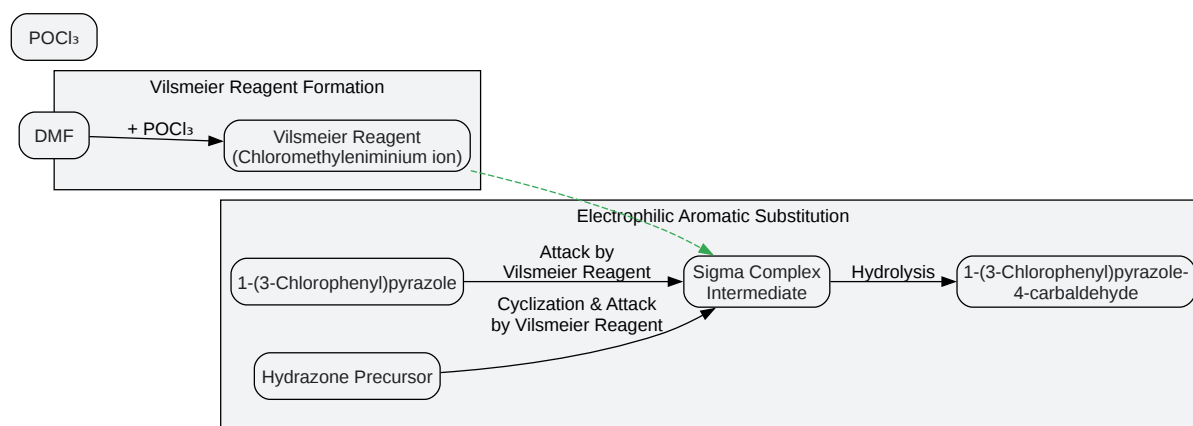 POCl₃
Vilsmeier Reagent Formation
DMF
+ POCl₃
Vilsmeier Reagent
(Chloromethyleniminium ion)
Electrophilic Aromatic Substitution
1-(3-Chlorophenyl)pyrazole
Attack by
Vilsmeier Reagent
Sigma Complex
Intermediate
Hydrolysis
1-(3-Chlorophenyl)pyrazole-
4-carbaldehyde
Cyclization & Attack
by Vilsmeier Reagent
Hydrazone Precursor